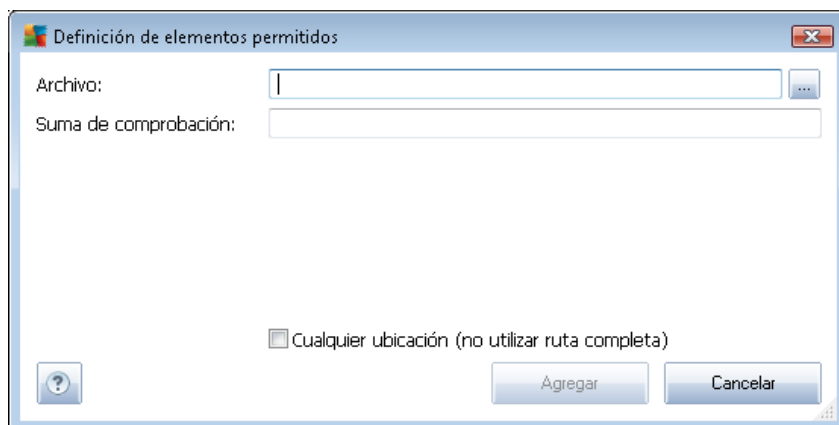 Definición de elementos permitidos
Archivo:
...
Suma de comprobación:
Cualquier ubicación (no utilizar ruta completa)
?
Agregar
Cancelar